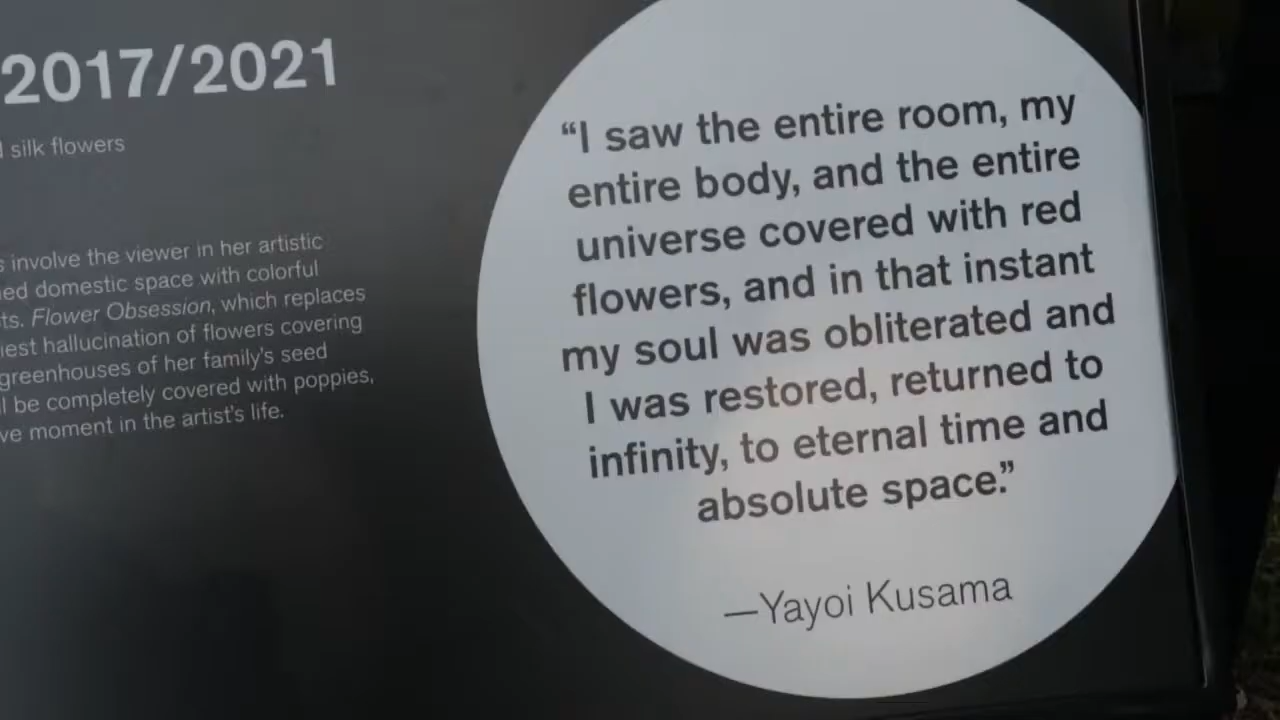 2017/2021
silk flowers
involve the viewer in her artistic
domestic space with colorful
Flower Obsession, which replaces
hallucination of flowers covering
greenhouses of her family's seed
be completely covered with poppies,
moment in the artist's life.
“I saw the entire room, my
entire body, and the entire
universe covered with red
flowers, and in that instant
my soul was obliterated and
I was restored, returned to
infinity, to eternal time and
absolute space.”
—Yayoi Kusama